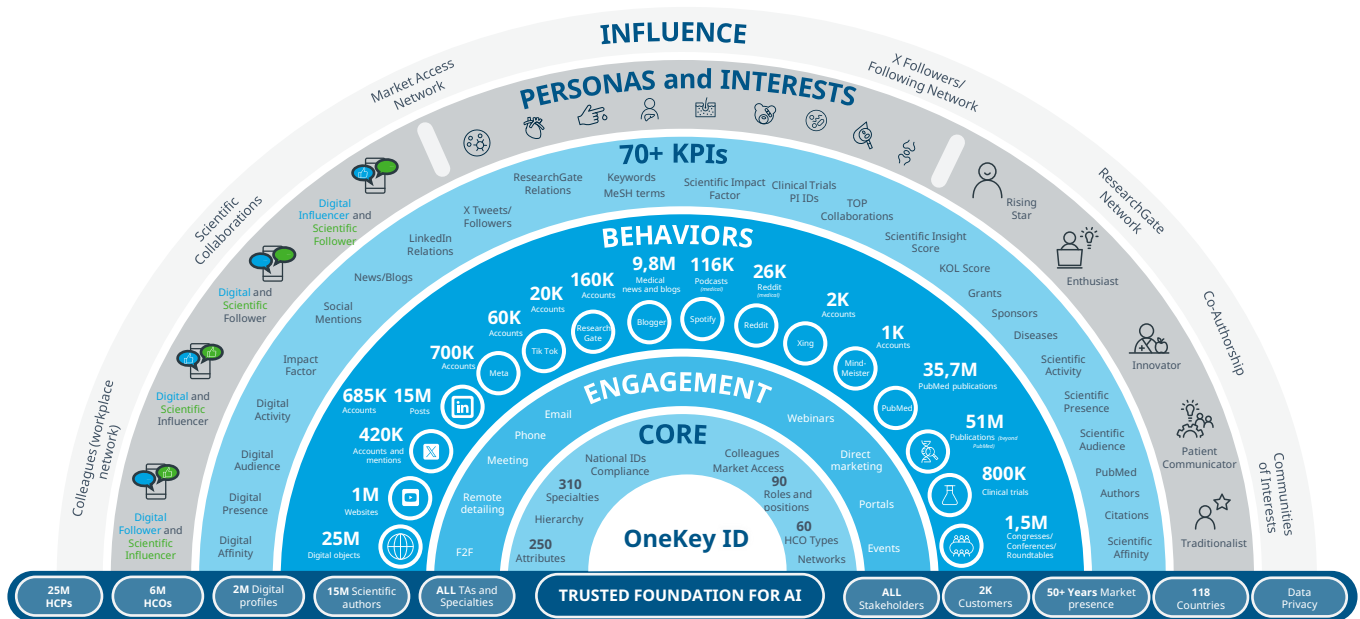 INFLUENCE
Market Access
Network
X Followers/
Following Network
Scientific
Collaborations
ResearchGate
Network
Colleagues (workplace
network)
Co-Authorship
Communities
of Interests
PERSONAS and INTERESTS
Digital
Influencer and
Scientific
Follower
Digital and
Scientific
Follower
Digital and
Scientific
Influencer
Digital
Follower and
Scientific
Influencer
Rising
Star
Enthusiast
Innovator
Patient
Communicator
Traditionalist
70+ KPIs
ResearchGate
Relations
Keywords
MeSH terms
Scientific Impact
Factor
Clinical Trials
PI IDs
TOP
Collaborations
X Tweets/
Followers
LinkedIn
Relations
News/Blogs
Social
Mentions
Impact
Factor
Digital
Activity
Digital
Audience
Digital
Presence
Digital
Affinity
Scientific Insight
Score
KOL Score
Grants
Sponsors
Diseases
Scientific
Activity
Scientific
Presence
Scientific
Audience
PubMed
Authors
Citations
Scientific
Affinity
BEHAVIORS
25M
Digital objects
1M
Websites
420K
Accounts and
mentions
685K 15M
Accounts Posts
in
700K
Accounts
Meta
60K
Accounts
Tik Tok
20K
Accounts
160K
Accounts
Research
Gate
9,8M
Medical
news and blogs
Blogger
116K
Podcasts
(medical)
Spotify
26K
Reddit
(medical)
Reddit
2K
Accounts
Xing
1K
Accounts
Mind-
Meister
35,7M
PubMed publications
PubMed
51M
Publications (beyond
PubMed)
800K
Clinical trials
1,5M
Congresses/
Conferences/
Roundtables
ENGAGEMENT
Email
Phone
Meeting
Remote
detailing
F2F
Webinars
Direct
marketing
Portals
Events
CORE
National IDs
Compliance
310
Specialties
Hierarchy
250
Attributes
Colleagues
Market Access
90
Roles and
positions
60
HCO Types
Networks
OneKey ID
25M
HCPs
6M
HCOs
2M Digital
profiles
15M Scientific
authors
ALL TAs and
Specialties
TRUSTED FOUNDATION FOR AI
ALL
Stakeholders
2K
Customers
50+ Years Market
presence
118
Countries
Data
Privacy